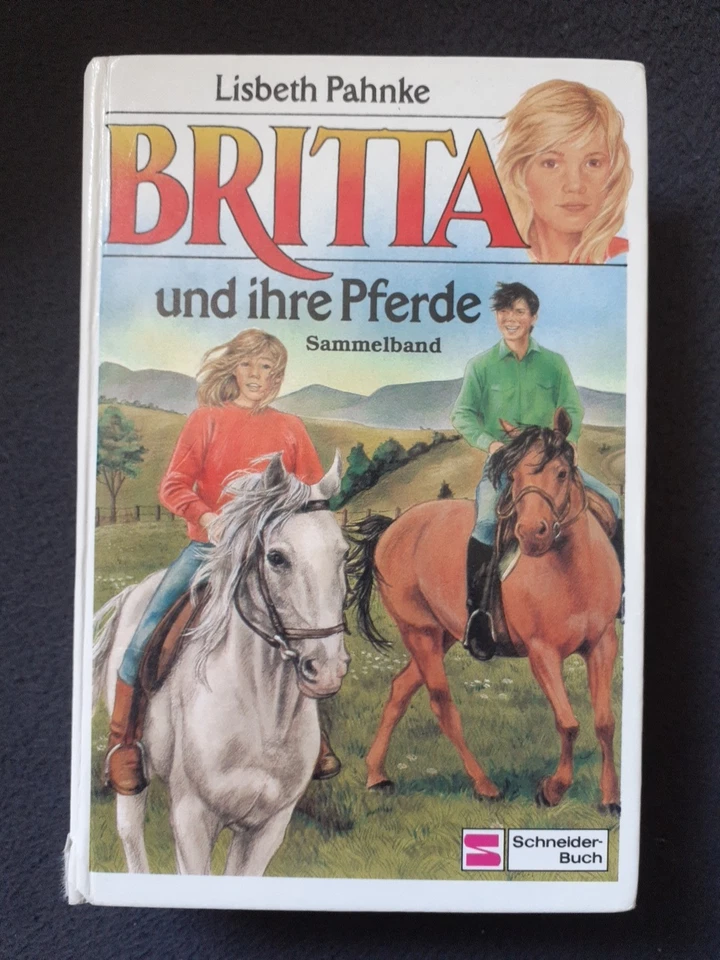 Lisbeth Pahnke
BRITTA
und ihre Pferde
Sammelband
Schneider-
Buch